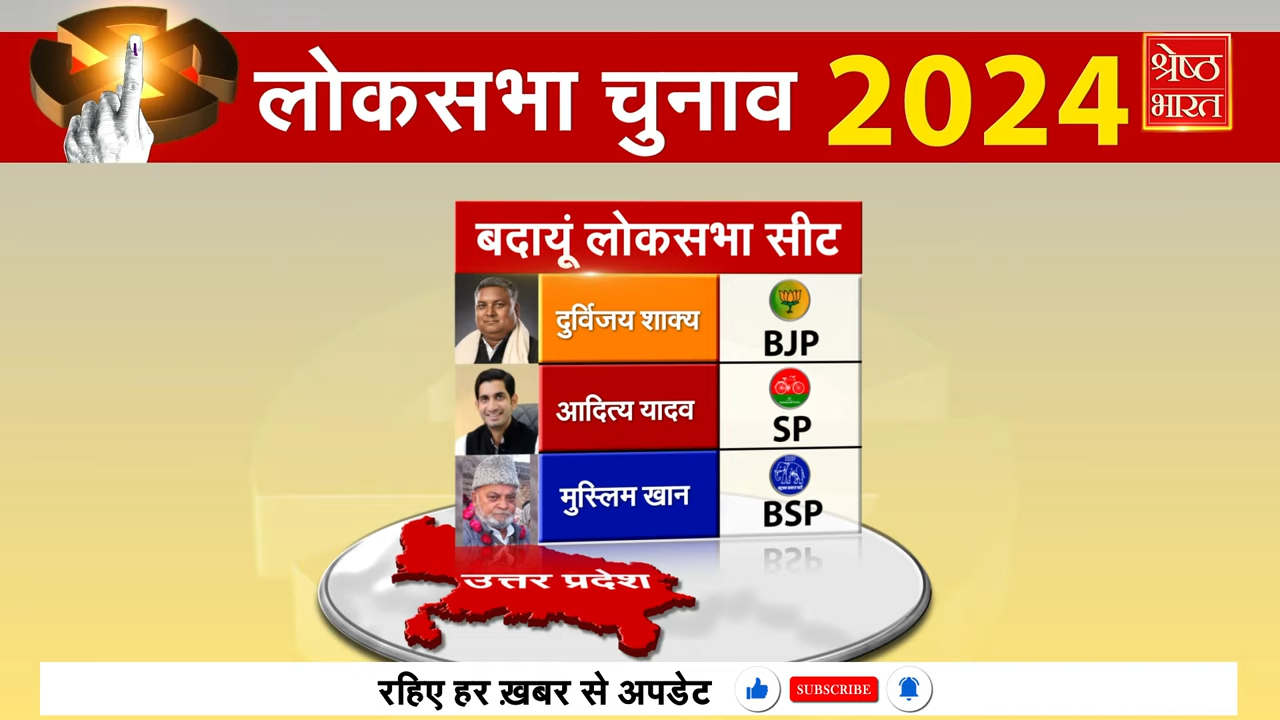 लोकसभा चुनाव 2024
श्रेष्ठ
भारत
बदायूं लोकसभा सीट
दुर्विजय शाक्य
BJP
आदित्य यादव
SP
मुस्लिम खान
BSP
उत्तर प्रदेश
रहिए हर ख़बर से अपडेट
SUBSCRIBE